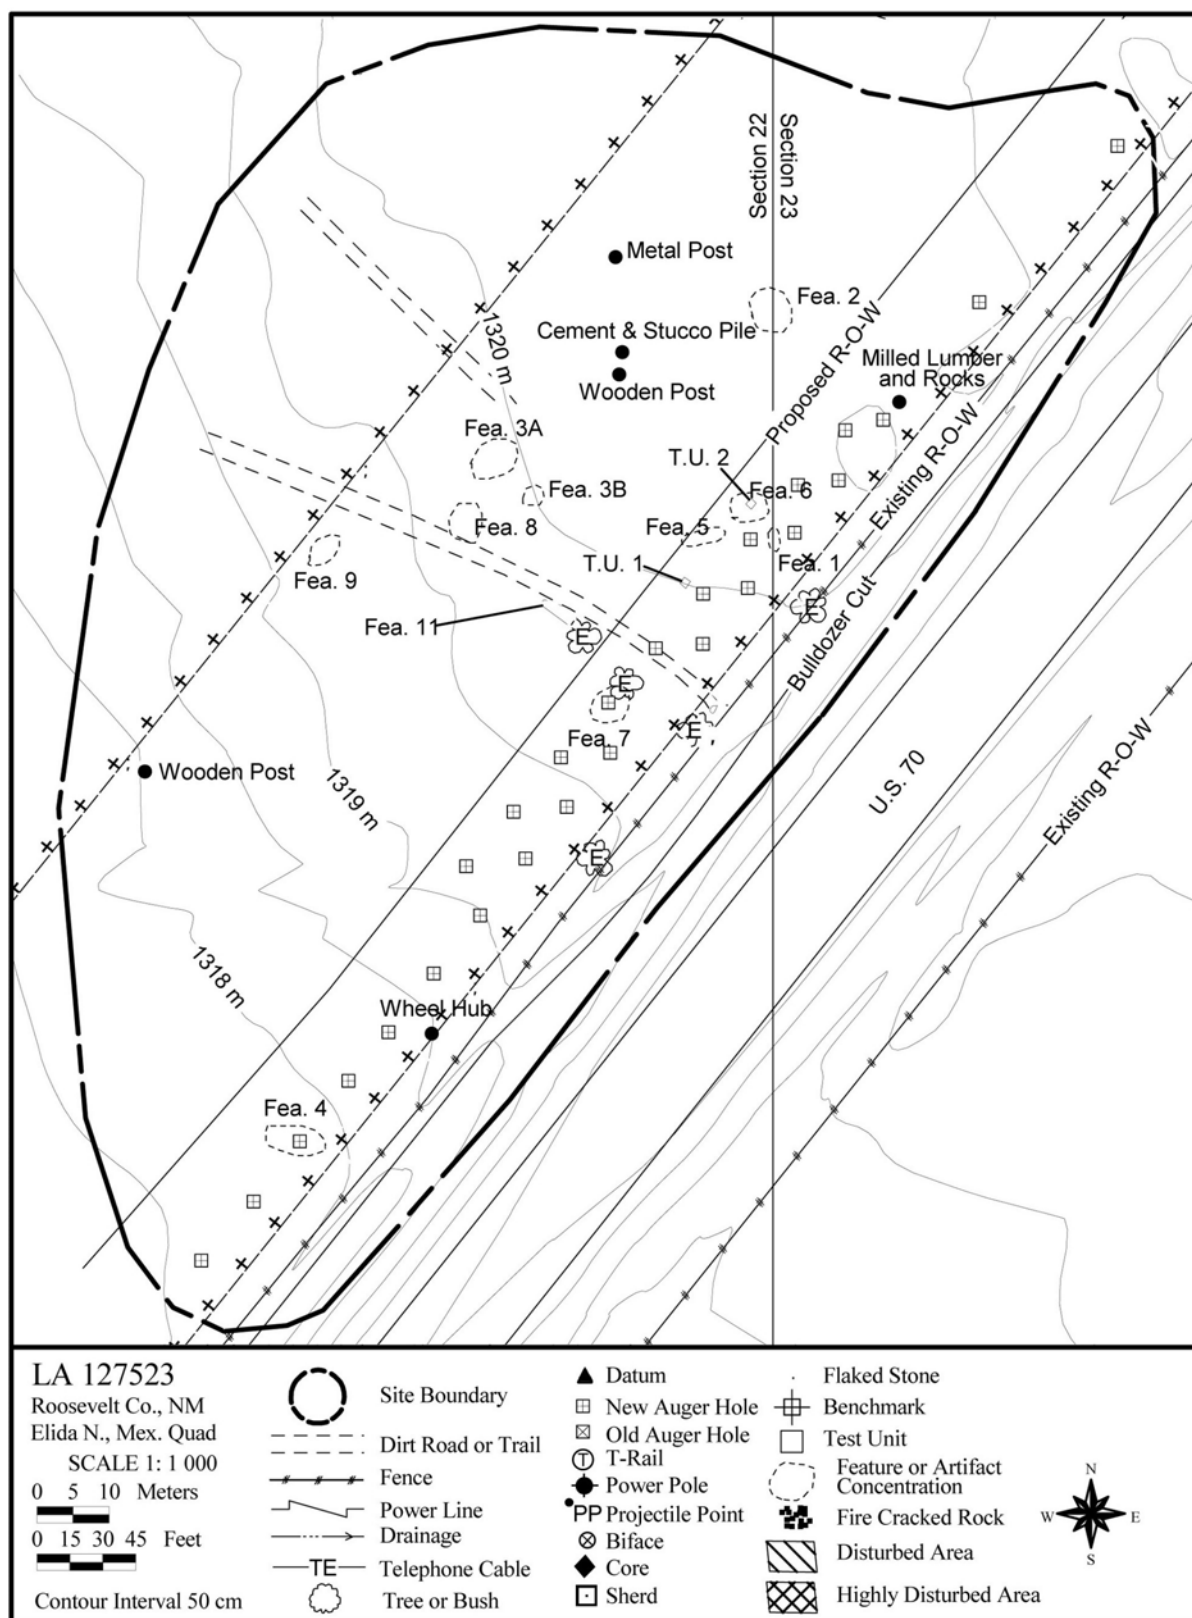 Section 22
Section 23
Metal Post
Fea. 2
1320 m
Cement & Stucco Pile
Wooden Post
Proposed R-O-W
Milled Lumber
and Rocks
Fea. 3A
T.U. 2
Existing R-O-W
Fea. 3B
Fea. 6
Fea. 8
Fea. 5
Fea. 9
T.U. 1
Fea. 1
E
Fea. 11
E
Bulldozer Cut
E
Fea. 7
E
Wooden Post
1319 m
U.S. 70
Existing R-O-W
E
1318 m
Wheel Hub
Fea. 4
LA 127523
Roosevelt Co., NM
Elida N., Mex. Quad
SCALE 1: 1 000
0 5 10 Meters
0 15 30 45 Feet
Contour Interval 50 cm
Site Boundary
Dirt Road or Trail
Fence
Power Line
Drainage
TE Telephone Cable
Tree or Bush
Datum
New Auger Hole
Old Auger Hole
T T-Rail
Power Pole
PP Projectile Point
Biface
Core
Sherd
Flaked Stone
Benchmark
Test Unit
Feature or Artifact
Concentration
Fire Cracked Rock
Disturbed Area
Highly Disturbed Area
N
W E
S